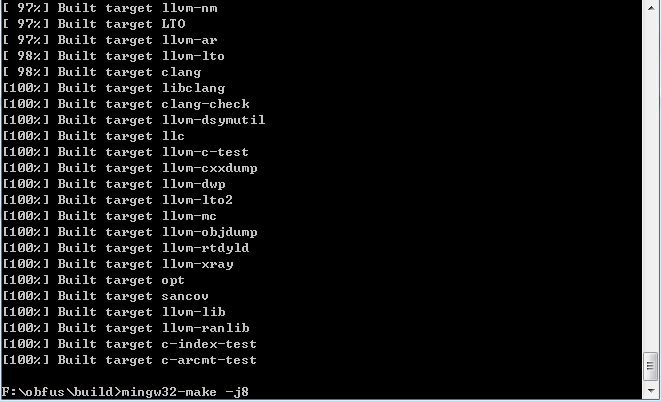 [ 97%] Built target llvm-nm
[ 97%] Built target LTO
[ 97%] Built target llvm-ar
[ 98%] Built target llvm-lto
[ 98%] Built target clang
[100%] Built target libclang
[100%] Built target clang-check
[100%] Built target llvm-dsymutil
[100%] Built target llc
[100%] Built target llvm-c-test
[100%] Built target llvm-cxxdump
[100%] Built target llvm-dwp
[100%] Built target llvm-lto2
[100%] Built target llvm-mc
[100%] Built target llvm-objdump
[100%] Built target llvm-rtdyld
[100%] Built target llvm-xray
[100%] Built target opt
[100%] Built target sancov
[100%] Built target llvm-lib
[100%] Built target llvm-ranlib
[100%] Built target c-index-test
[100%] Built target c-arcmt-test
F:\obfus\build>mingw32-make -j8